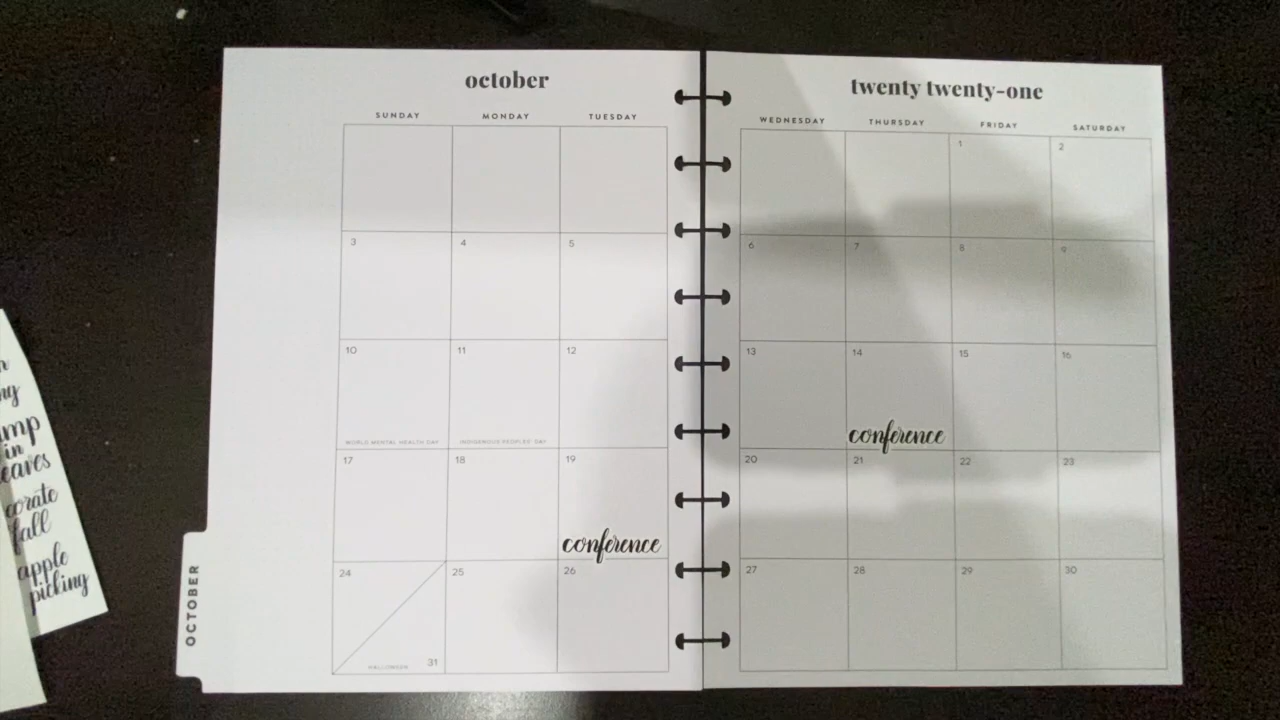 october
twenty twenty-one
SUNDAY MONDAY TUESDAY WEDNESDAY THURSDAY FRIDAY SATURDAY
1 2
3 4 5 6 7 8 9
10 11 12 13 14 15 16
WORLD MENTAL HEALTH DAY INDIGENOUS PEOPLES' DAY
conference
17 18 19 20 21 22 23
conference
24 25 26 27 28 29 30
HALLOWEEN 31
OCTOBER
in
fall
apple
picking